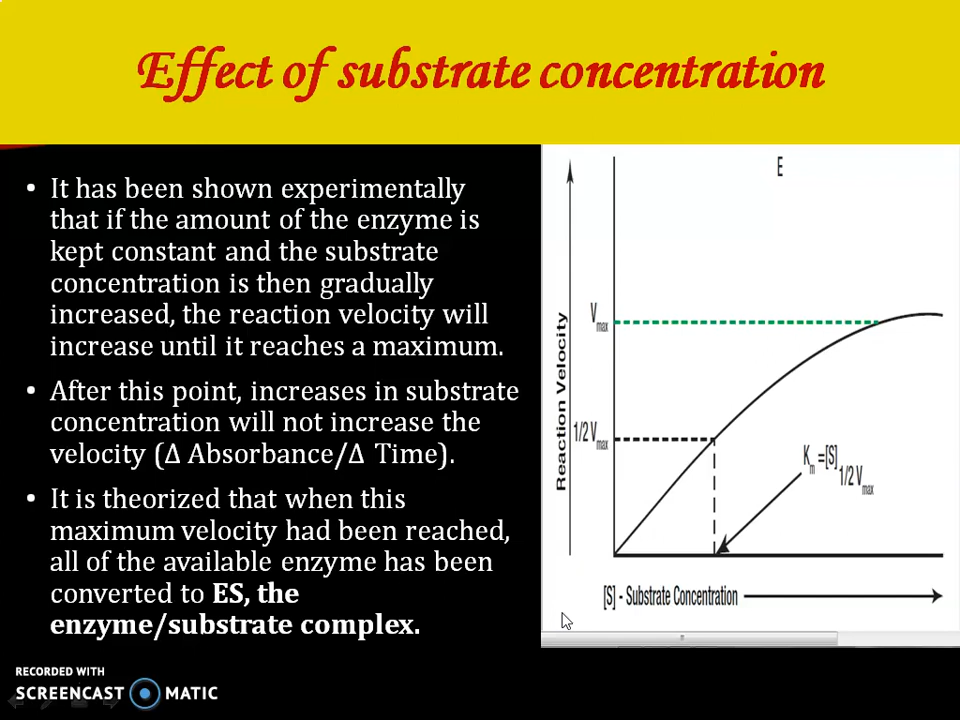 Effect of substrate concentration
• It has been shown experimentally
that if the amount of the enzyme is
kept constant and the substrate
concentration is then gradually
increased, the reaction velocity will
increase until it reaches a maximum.
• After this point, increases in substrate
concentration will not increase the
velocity (Δ Absorbance/Δ Time).
• It is theorized that when this
maximum velocity had been reached,
all of the available enzyme has been
converted to ES, the
enzyme/substrate complex.
E
Reaction Velocity
Vmax
1/2 Vmax
Km =[S] 1/2 Vmax
[S] - Substrate Concentration
RECORDED WITH
SCREENCAST MATIC